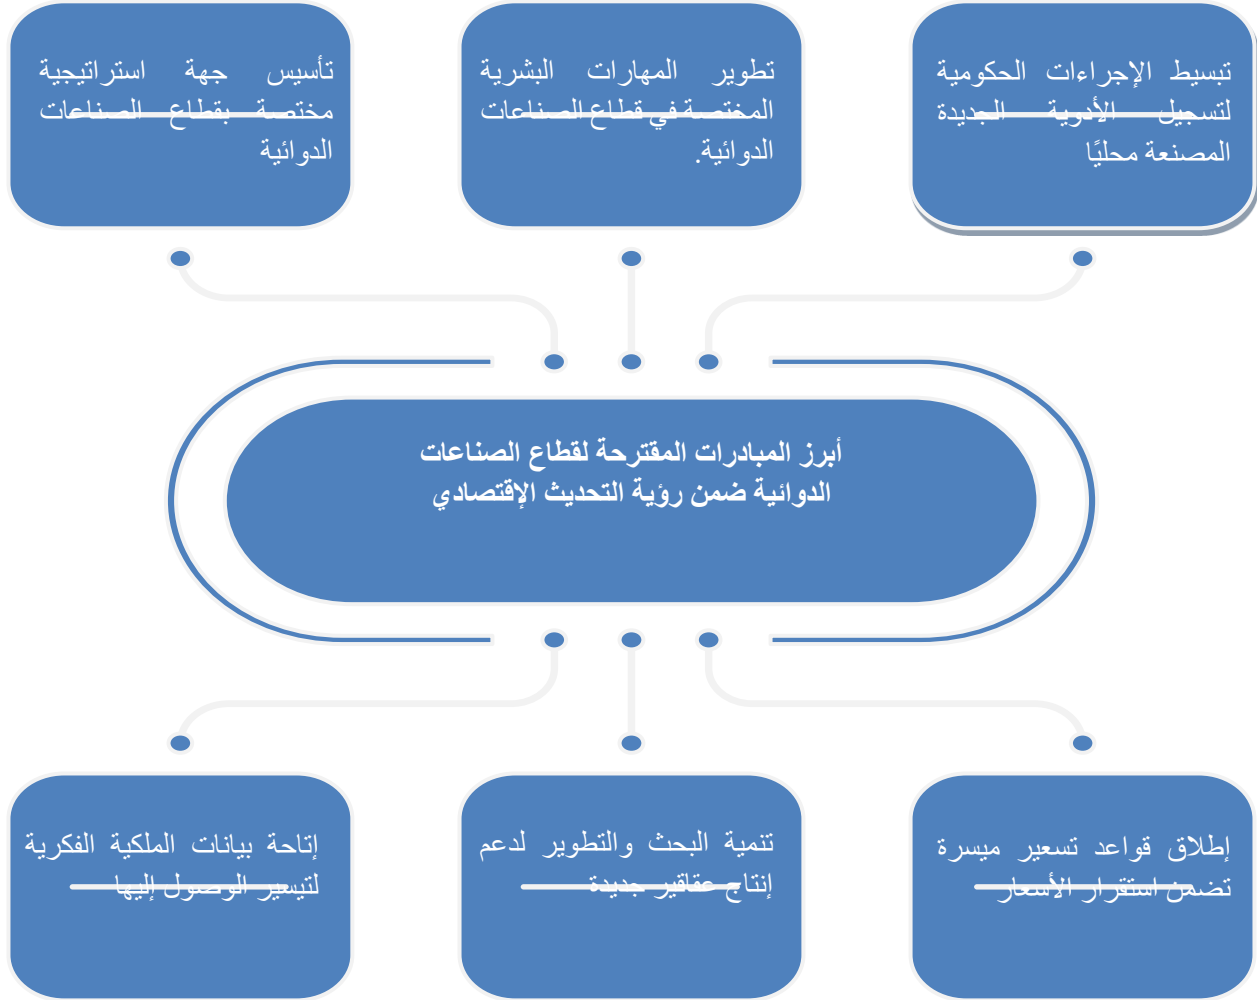 تبسيط الإجراءات الحكومية
لتسجيل الأدوية الجديدة
المصنعة محليًا
تطوير المهارات البشرية
المختصة في قطاع الصناعات
الدوائية.
تأسيس جهة استراتيجية
مختصة بقطاع الصناعات
الدوائية
أبرز المبادرات المقترحة لقطاع الصناعات
الدوائية ضمن رؤية التحديث الإقتصادي
إطلاق قواعد تسعير ميسرة
تضمن استقرار الأسعار
تنمية البحث والتطوير لدعم
إنتاج عقاقير جديدة
إتاحة بيانات الملكية الفكرية
لتيسير الوصول إليها